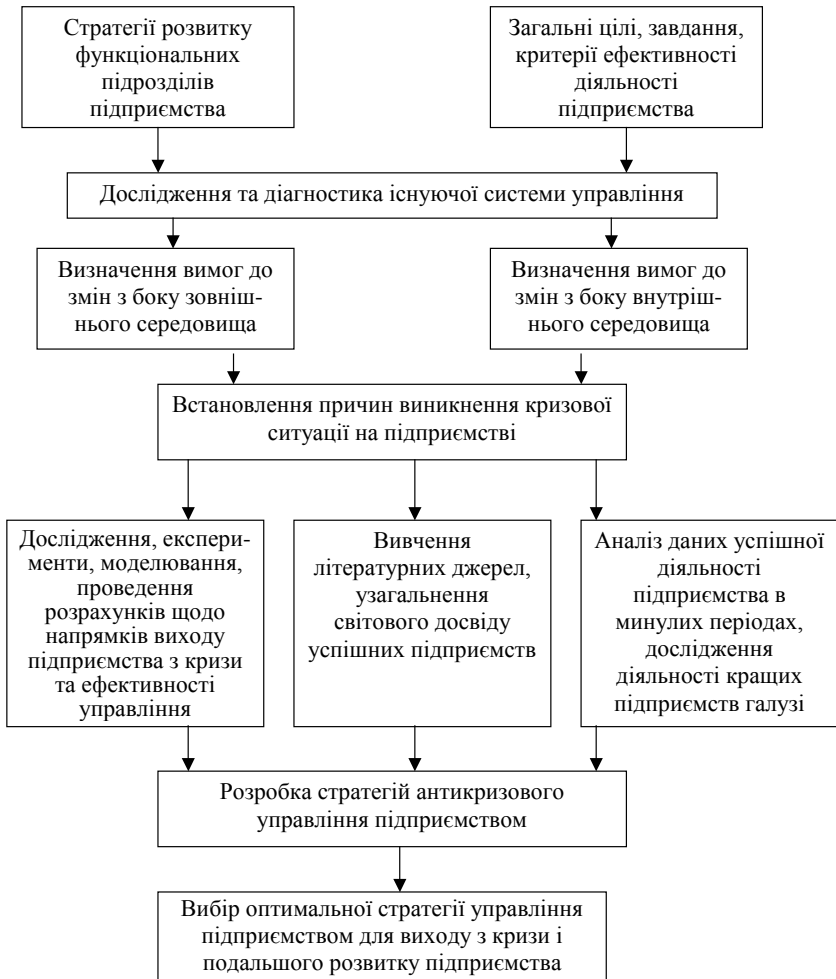 Стратегії розвитку
функціональних
підрозділів
підприємства
Загальні цілі, завдання,
критерії ефективності
діяльності
підприємства
Дослідження та діагностика існуючої системи управління
Визначення вимог до
змін з боку зовніш-
нього середовища
Визначення вимог до
змін з боку внутріш-
нього середовища
Встановлення причин виникнення кризової
ситуації на підприємстві
Дослідження, експери-
менти, моделювання,
проведення
розрахунків щодо
напрямків виходу
підприємства з кризи
та ефективності
управління
Вивчення
літературних джерел,
узагальнення
світового досвіду
успішних підприємств
Аналіз даних успішної
діяльності
підприємства в
минулих періодах,
дослідження
діяльності кращих
підприємств галузі
Розробка стратегій антикризового
управління підприємством
Вибір оптимальної стратегії управління
підприємством для виходу з кризи і
подальшого розвитку підприємства